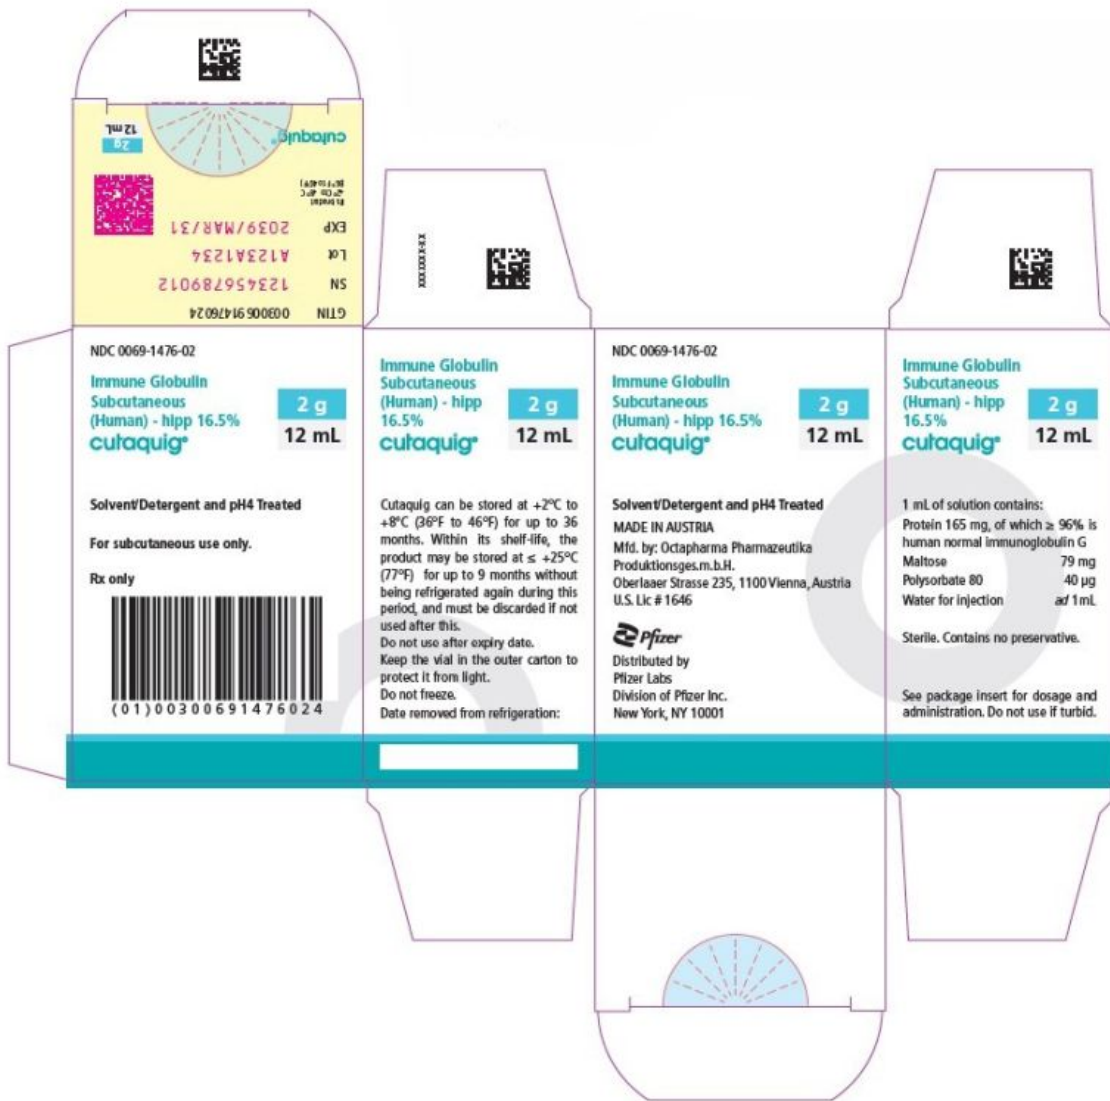 cutaquig®
2g
12 mL
EXP 2039/MAR/31
Lot A123A1234
SN 123456789012
GTIN 00300691476024
XX-XXXXXXX
NDC 0069-1476-02
Immune Globulin
Subcutaneous
(Human) - hipp 16.5%
cutaquig®
2 g
12 mL
Solvent/Detergent and pH4 Treated
For subcutaneous use only.
Rx only
(01)00300691476024
Immune Globulin
Subcutaneous
(Human) - hipp
16.5%
cutaquig®
2 g
12 mL
Cutaquig can be stored at +2°C to
+8°C (36°F to 46°F) for up to 36
months. Within its shelf-life, the
product may be stored at ≤ +25°C
(77°F) for up to 9 months without
being refrigerated again during this
period, and must be discarded if not
used after this.
Do not use after expiry date.
Keep the vial in the outer carton to
protect it from light.
Do not freeze.
Date removed from refrigeration:
NDC 0069-1476-02
Immune Globulin
Subcutaneous
(Human) - hipp 16.5%
cutaquig®
2 g
12 mL
Solvent/Detergent and pH4 Treated
MADE IN AUSTRIA
Mfd. by: Octapharma Pharmazeutika
Produktionsges.m.b.H.
Oberlaaer Strasse 235, 1100 Vienna, Austria
U.S. Lic # 1646
Pfizer
Distributed by
Pfizer Labs
Division of Pfizer Inc.
New York, NY 10001
Immune Globulin
Subcutaneous
(Human) - hipp
16.5%
cutaquig®
2 g
12 mL
1 mL of solution contains:
Protein 165 mg, of which ≥ 96% is
human normal immunoglobulin G
Maltose 79 mg
Polysorbate 80 40 µg
Water for injection ad 1mL
Sterile. Contains no preservative.
See package insert for dosage and
administration. Do not use if turbid.